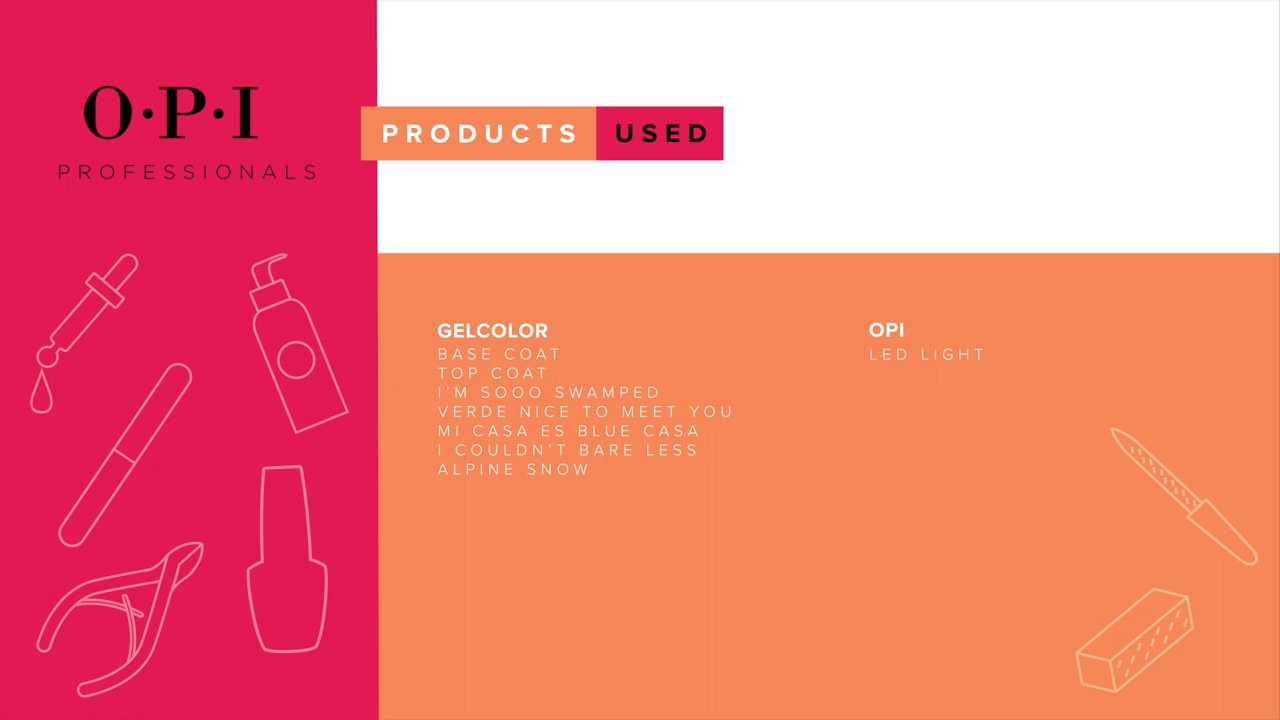 O·P·I
PROFESSIONALS
PRODUCTS USED
GELCOLOR
BASE COAT
TOP COAT
I'M SOOO SWAMPED
VERDE NICE TO MEET YOU
MI CASA ES BLUE CASA
I COULDN'T BARE LESS
ALPINE SNOW
OPI
LED LIGHT